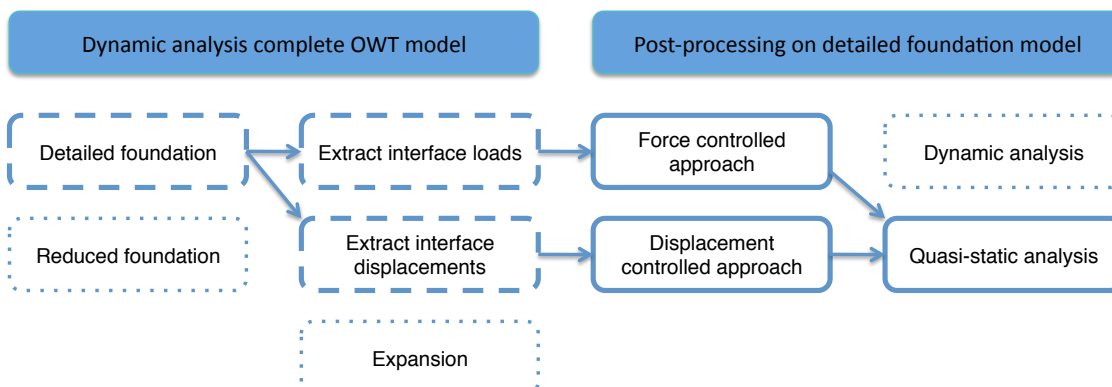 Dynamic analysis complete OWT model
Post-processing on detailed foundation model
Detailed foundation
Extract interface loads
Force controlled
approach
Dynamic analysis
Reduced foundation
Extract interface
displacements
Displacement
controlled approach
Quasi-static analysis
Expansion